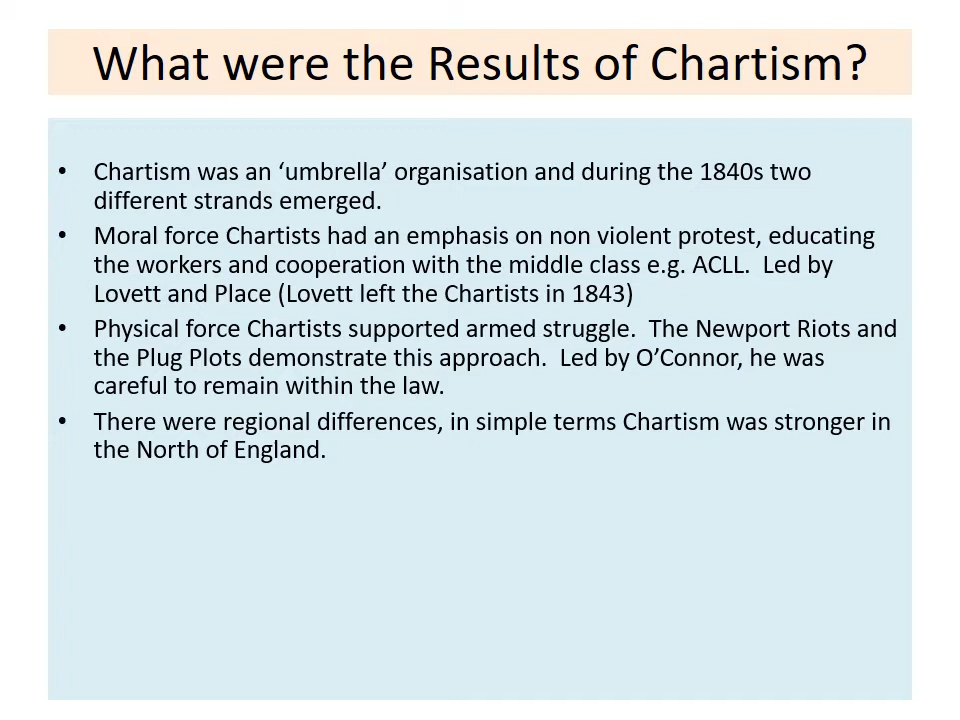 What were the Results of Chartism?
• Chartism was an ‘umbrella’ organisation and during the 1840s two
different strands emerged.
• Moral force Chartists had an emphasis on non violent protest, educating
the workers and cooperation with the middle class e.g. ACLL.  Led by
Lovett and Place (Lovett left the Chartists in 1843)
• Physical force Chartists supported armed struggle.  The Newport Riots and
the Plug Plots demonstrate this approach.  Led by O’Connor, he was
careful to remain within the law.
• There were regional differences, in simple terms Chartism was stronger in
the North of England.